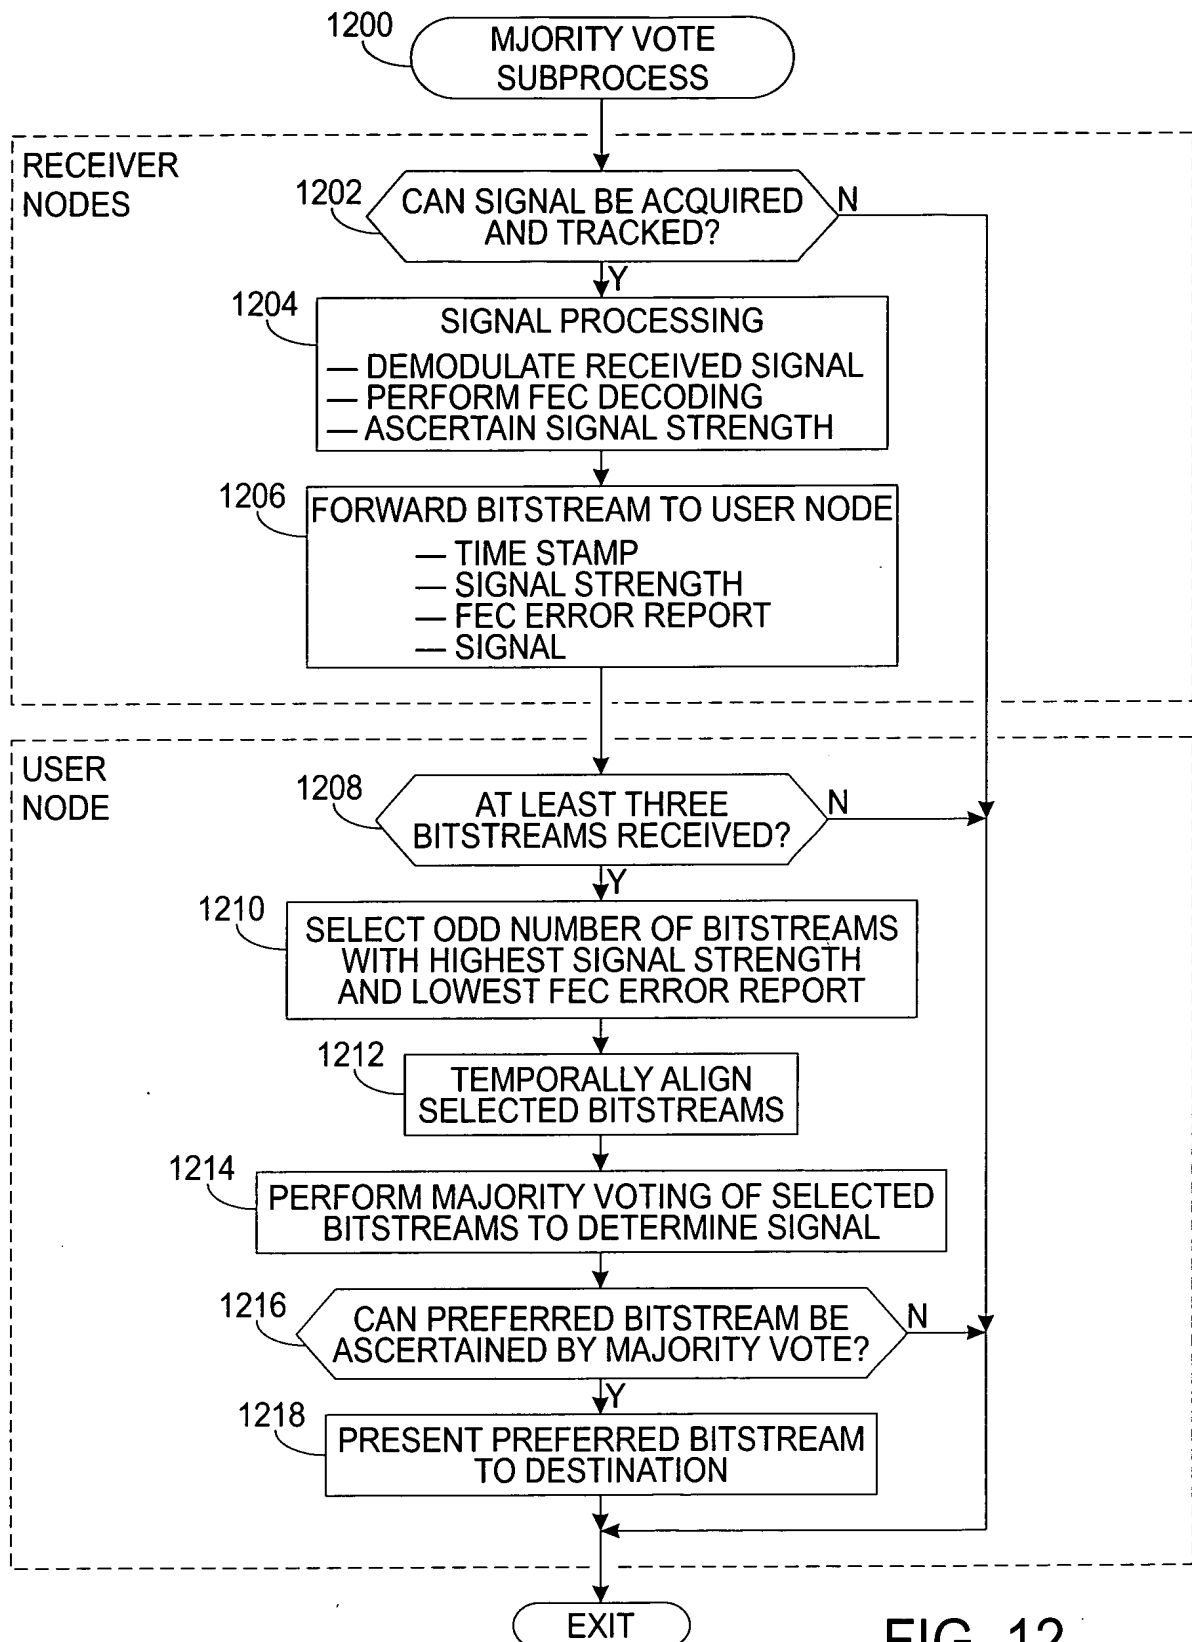 1200
MJORITY VOTE
SUBPROCESS
RECEIVER
NODES
1202
CAN SIGNAL BE ACQUIRED
AND TRACKED?
N
Y
1204
SIGNAL PROCESSING
— DEMODULATE RECEIVED SIGNAL
— PERFORM FEC DECODING
— ASCERTAIN SIGNAL STRENGTH
1206
FORWARD BITSTREAM TO USER NODE
— TIME STAMP
— SIGNAL STRENGTH
— FEC ERROR REPORT
— SIGNAL
USER
NODE
1208
AT LEAST THREE
BITSTREAMS RECEIVED?
N
Y
1210
SELECT ODD NUMBER OF BITSTREAMS
WITH HIGHEST SIGNAL STRENGTH
AND LOWEST FEC ERROR REPORT
1212
TEMPORALLY ALIGN
SELECTED BITSTREAMS
1214
PERFORM MAJORITY VOTING OF SELECTED
BITSTREAMS TO DETERMINE SIGNAL
1216
CAN PREFERRED BITSTREAM BE
ASCERTAINED BY MAJORITY VOTE?
N
Y
1218
PRESENT PREFERRED BITSTREAM
TO DESTINATION
EXIT
FIG. 12